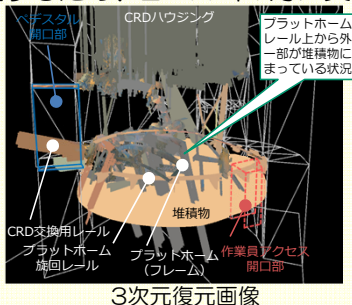 ペデスタル
開口部
CRDハウジング
プラットホーム
レール上から外
一部が堆積物に
まっている状況
堆積物
CRD交換用レール
プラットホーム
旋回レール
プラットホーム
(フレーム)
作業員アクセス
開口部
3次元復元画像